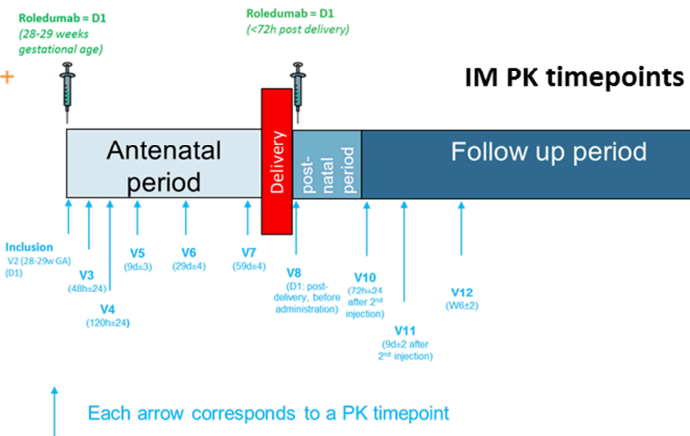 Roledumab = D1
(28-29 weeks
gestational age)
Roledumab = D1
(<72h post delivery)
+
IM PK timepoints
Antenatal
period
Delivery
post-
natal
period
Follow up period
Inclusion
V2 (28-29w GA)
(D1)
V3
(48h±24)
V4
(120h±24)
V5
(9d±3)
V6
(29d±4)
V7
(59d±4)
V8
(D1: post-
delivery, before
administration)
V10
(72h±24
after 2nd
injection)
V11
(9d±2 after
2nd injection)
V12
(W6±2)
Each arrow corresponds to a PK timepoint